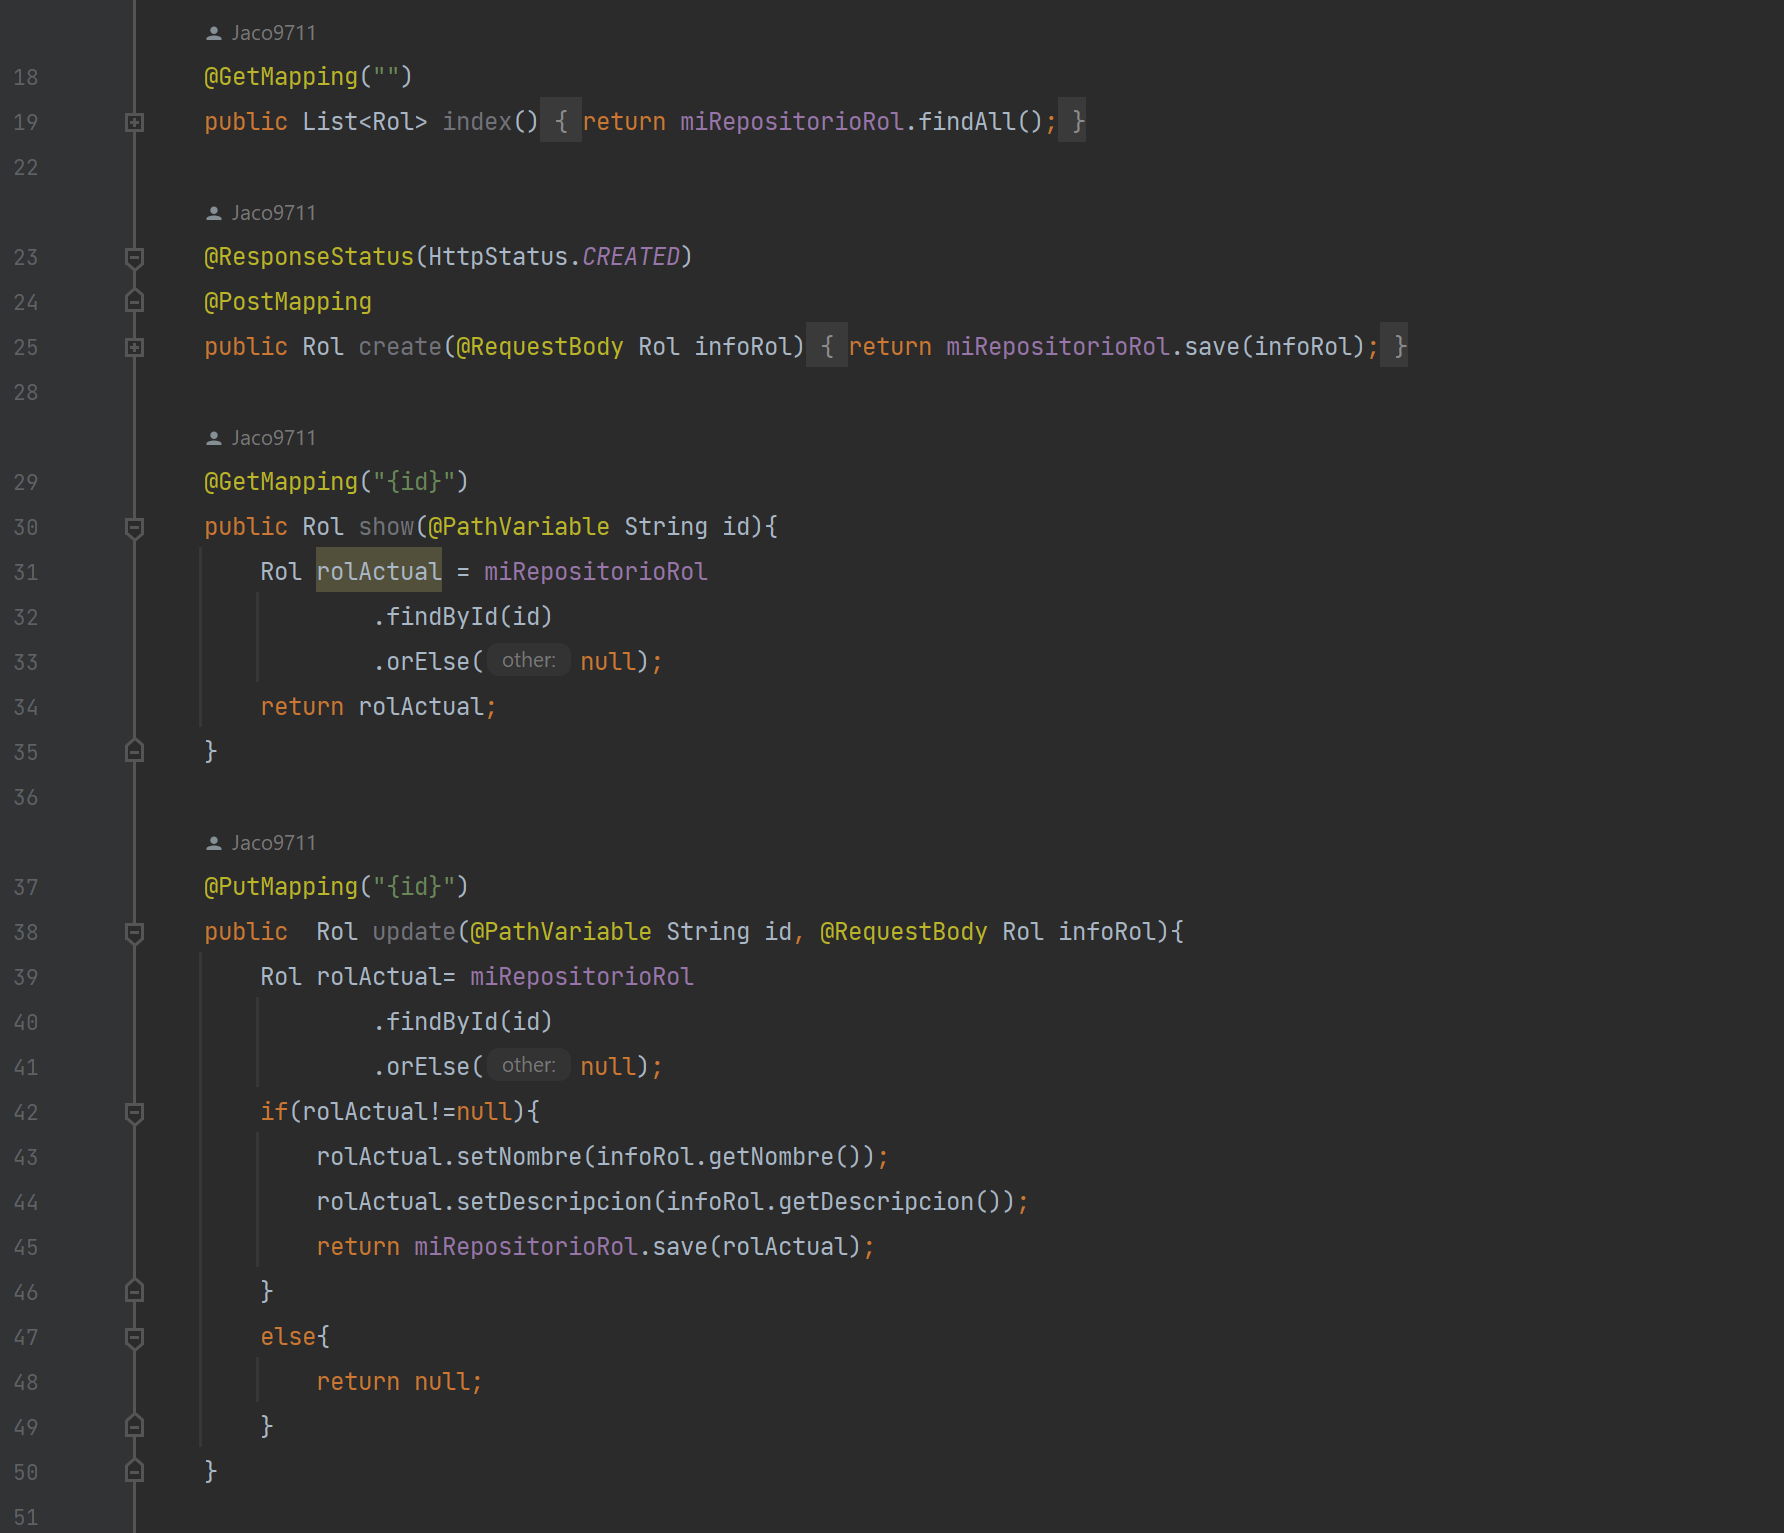 Jaco9711
18 @GetMapping("")
19 public List<Rol> index() { return miRepositorioRol.findAll(); }
22
Jaco9711
23 @ResponseStatus(HttpStatus.CREATED)
24 @PostMapping
25 public Rol create(@RequestBody Rol infoRol) { return miRepositorioRol.save(infoRol); }
28
Jaco9711
29 @GetMapping("{id}")
30 public Rol show(@PathVariable String id){
31 Rol rolActual = miRepositorioRol
32 .findById(id)
33 .orElse( other: null);
34 return rolActual;
35 }
36
Jaco9711
37 @PutMapping("{id}")
38 public  Rol update(@PathVariable String id, @RequestBody Rol infoRol){
39 Rol rolActual= miRepositorioRol
40 .findById(id)
41 .orElse( other: null);
42 if(rolActual!=null){
43 rolActual.setNombre(infoRol.getNombre());
44 rolActual.setDescripcion(infoRol.getDescripcion());
45 return miRepositorioRol.save(rolActual);
46 }
47 else{
48 return null;
49 }
50 }
51